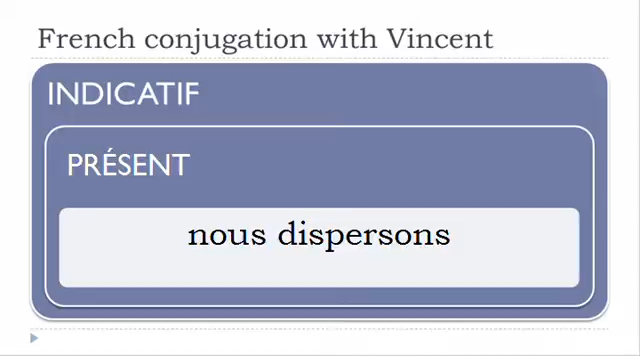 French conjugation with Vincent
INDICATIF
PRÉSENT
nous dispersons